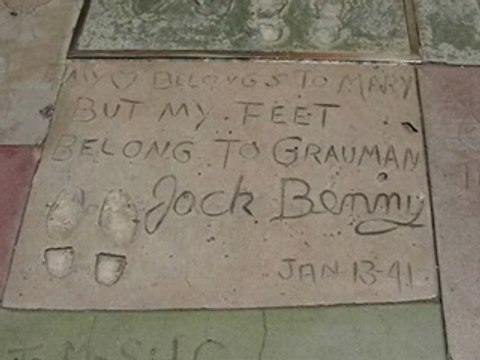 MY ♡ BELONGS TO MARY
BUT MY FEET
BELONG TO GRAUMAN
Jack Benny
JAN 13-41